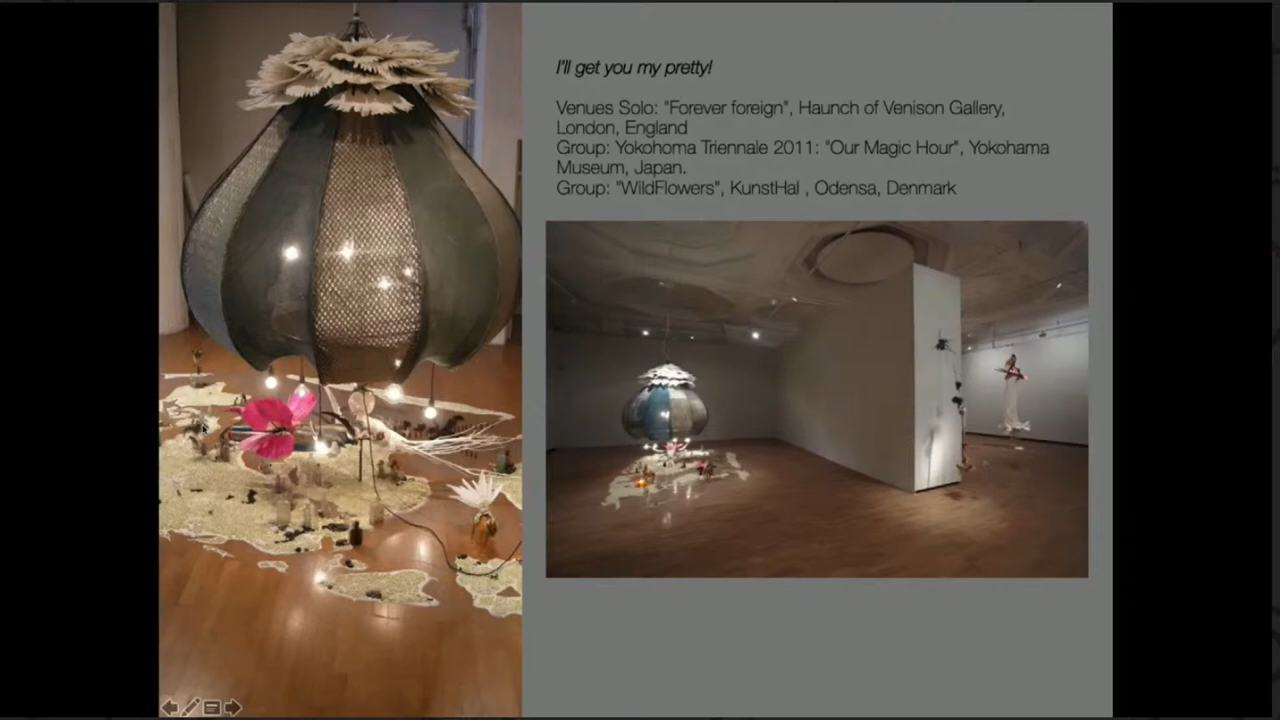 I'll get you my pretty!
Venues Solo: "Forever foreign", Haunch of Venison Gallery,
London, England
Group: Yokohoma Triennale 2011: "Our Magic Hour", Yokohama
Museum, Japan.
Group: "WildFlowers", KunstHal , Odensa, Denmark